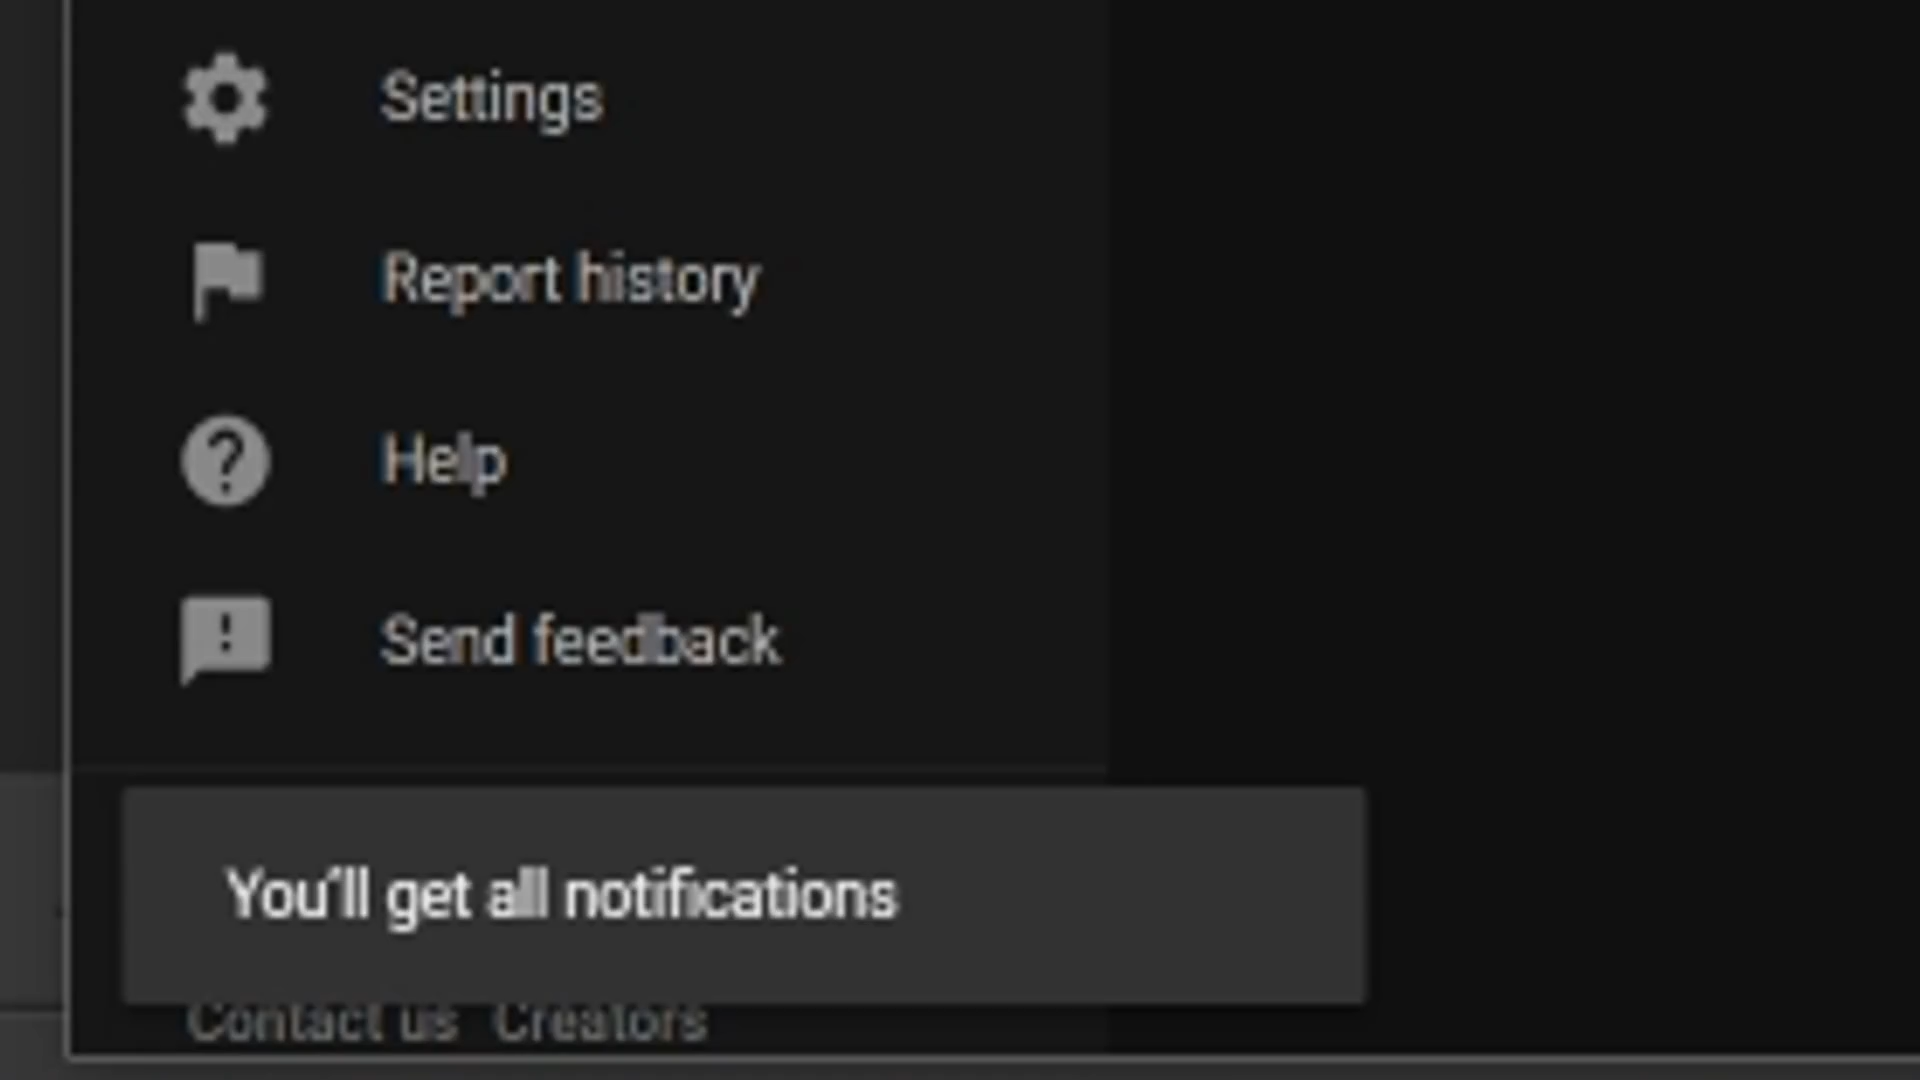 Settings
Report history
Help
Send feedback
You'll get all notifications
Contact us Creators